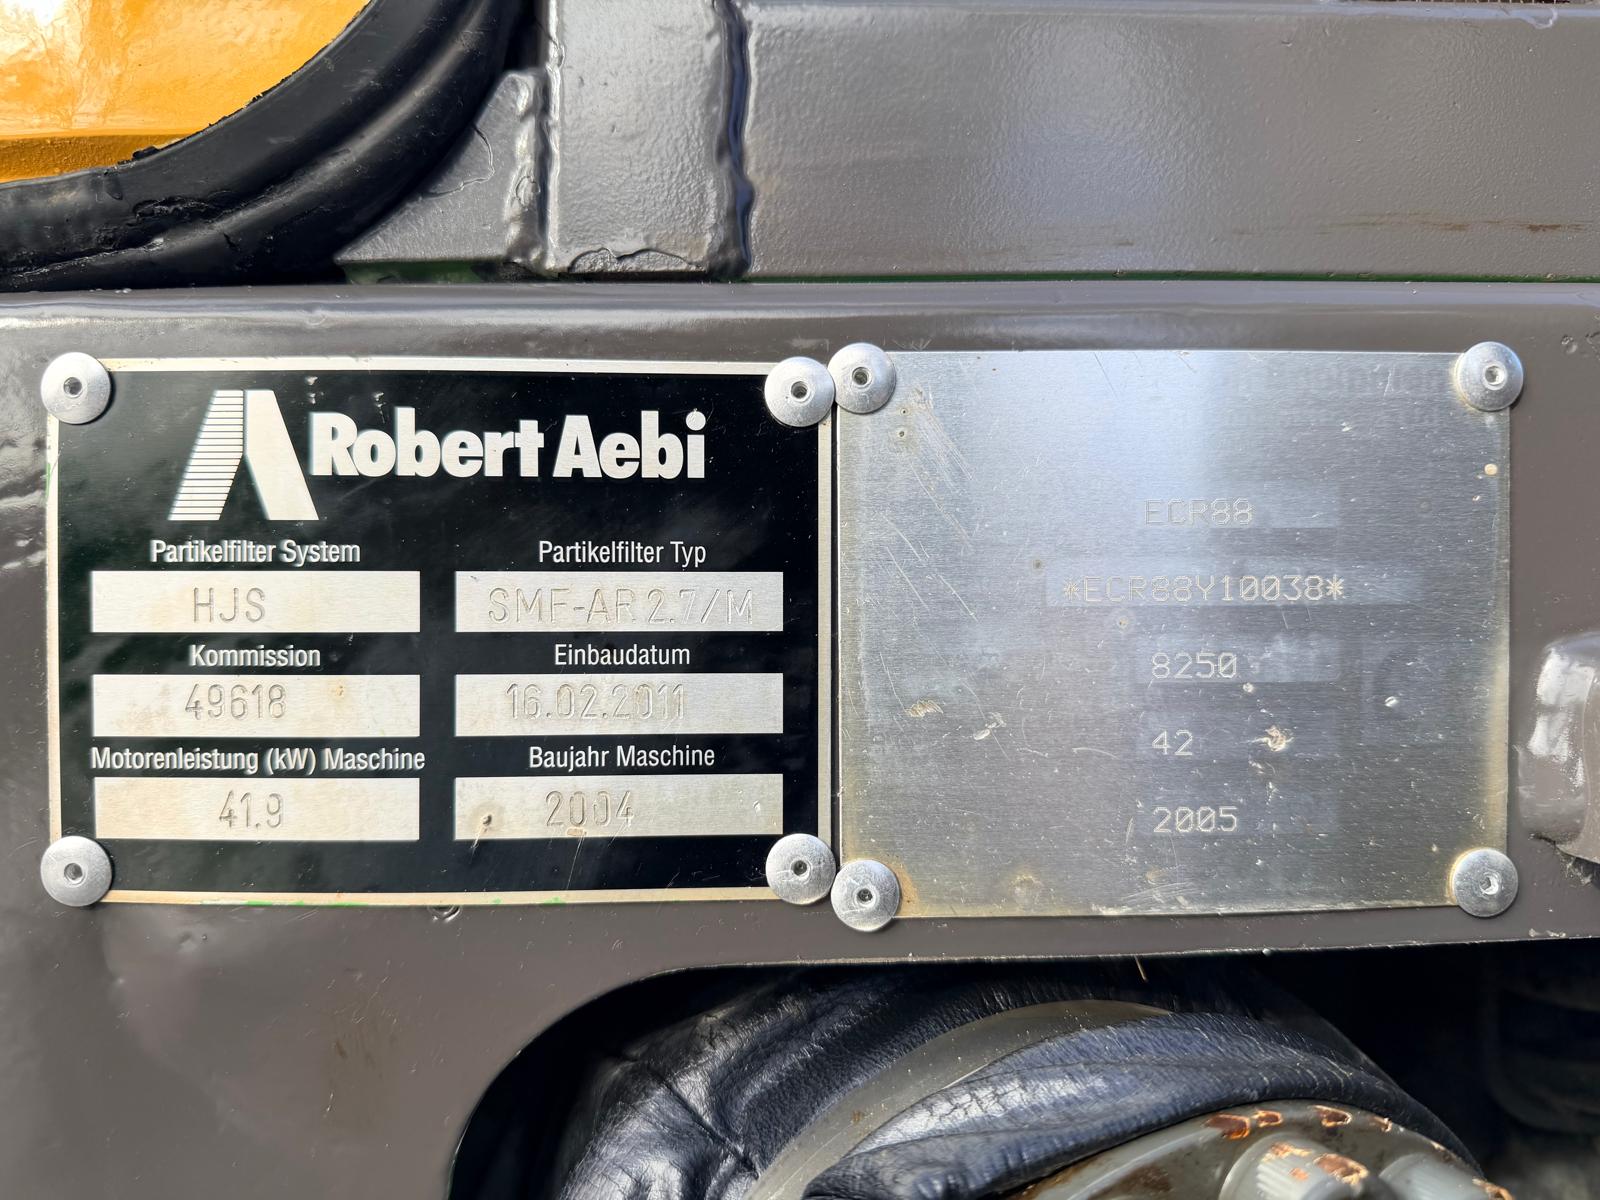 Robert Aebi
Partikelfilter System Partikelfilter Typ
HJS SMF-AR 2.7/M
Kommission Einbaudatum
49618 16.02.2011
Motorenleistung (kW) Maschine Baujahr Maschine
41.9 2004
ECR88
*ECR88Y10038*
8250
42
2005